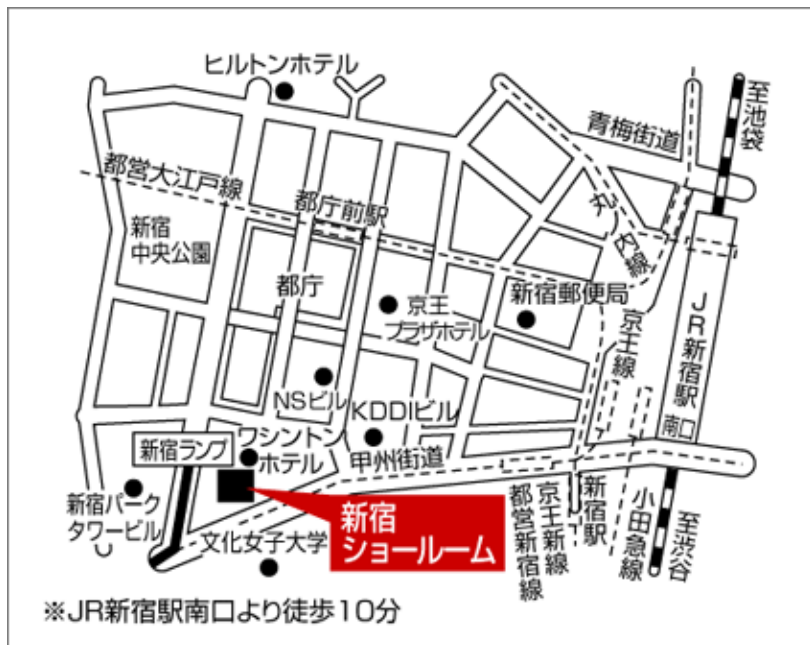 ヒルトンホテル
至池袋
青梅街道
都営大江戸線
都庁前駅
丸ノ内線
新宿
中央公園
都庁
京王
プラザホテル
新宿郵便局
京王線
JR新宿駅
南口
NSビル
KDDIビル
新宿ランプ
ワシントン
ホテル
甲州街道
新宿パーク
タワービル
文化女子大学
新宿
ショールーム
都営新宿線
京王新線
新宿駅
小田急線
至渋谷
※JR新宿駅南口より徒歩10分